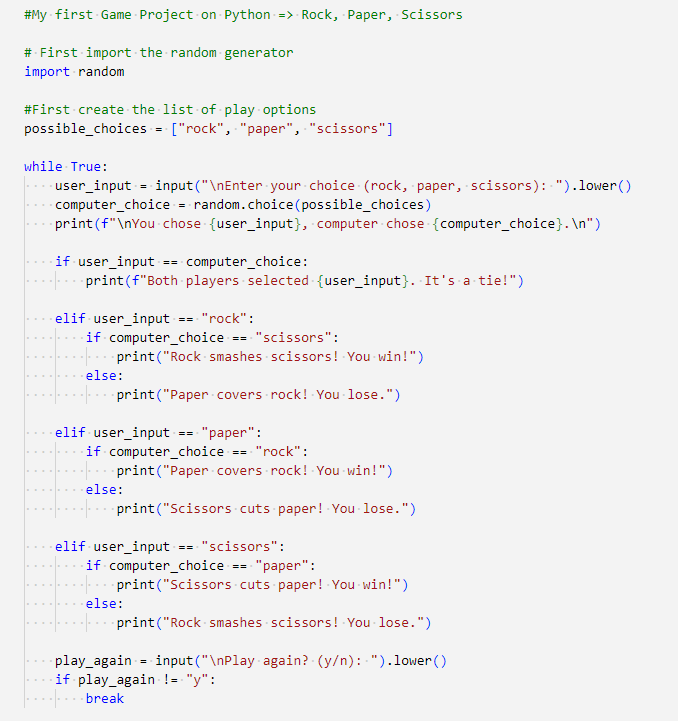 #My first Game Project on Python => Rock, Paper, Scissors

# First import the random generator
import random

#First create the list of play options
possible_choices = ["rock", "paper", "scissors"]

while True:
    user_input = input("\nEnter your choice (rock, paper, scissors): ").lower()
    computer_choice = random.choice(possible_choices)
    print(f"\nYou chose {user_input}, computer chose {computer_choice}.\n")

    if user_input == computer_choice:
        print(f"Both players selected {user_input}. It's a tie!")

    elif user_input == "rock":
        if computer_choice == "scissors":
            print("Rock smashes scissors! You win!")
        else:
            print("Paper covers rock! You lose.")

    elif user_input == "paper":
        if computer_choice == "rock":
            print("Paper covers rock! You win!")
        else:
            print("Scissors cuts paper! You lose.")

    elif user_input == "scissors":
        if computer_choice == "paper":
            print("Scissors cuts paper! You win!")
        else:
            print("Rock smashes scissors! You lose.")

    play_again = input("\nPlay again? (y/n): ").lower()
    if play_again != "y":
        break